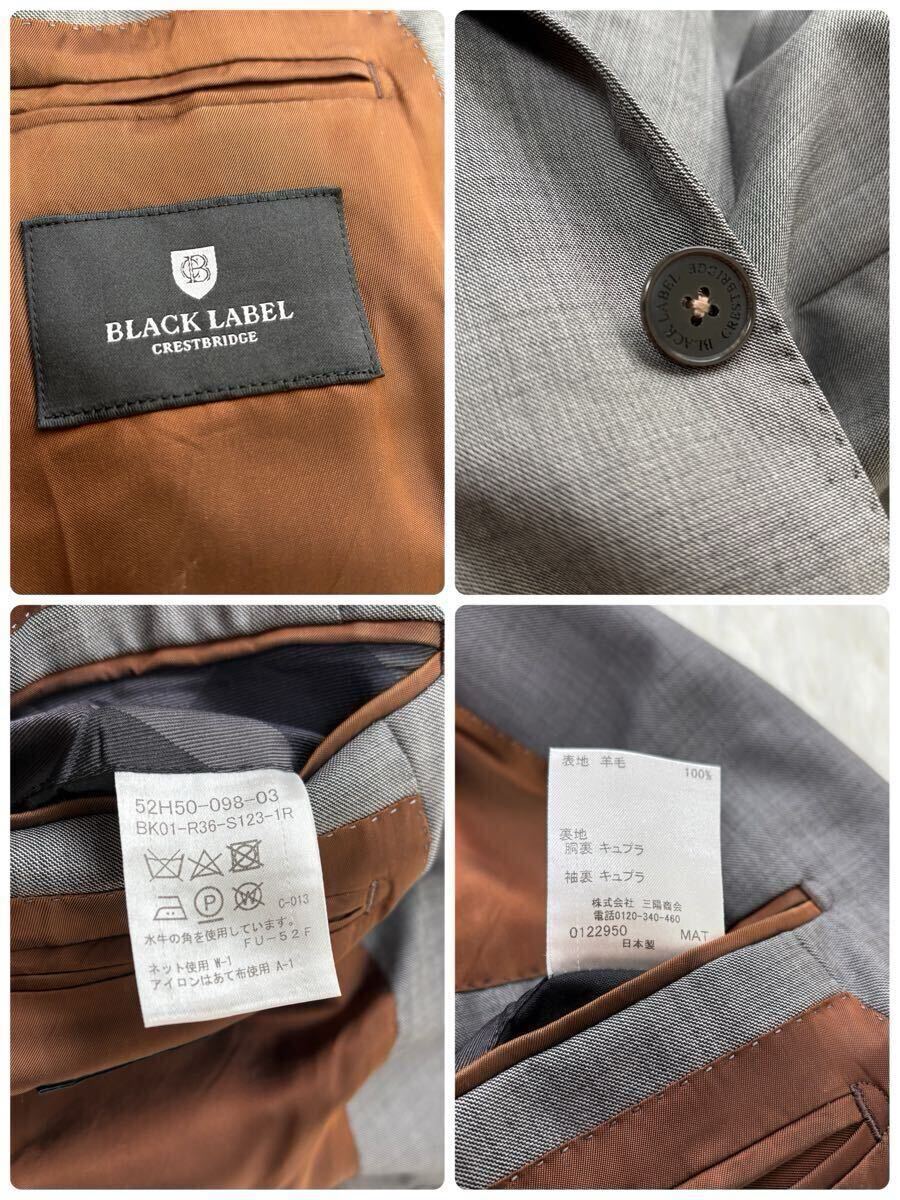 CB
BLACK LABEL
CRESTBRIDGE
BLACK LABEL CRESTBRIDGE
52H50-098-03
BK01-R36-S123-1R
P
W
C-013
水牛の角を使用しています。
FU-52F
ネット使用 W-1
アイロンはあて布使用 A-1
表地 羊毛 100%
裏地
胴裏 キュプラ
袖裏 キュプラ
株式会社 三陽商会
電話0120-340-460
0122950 MAT
日本製